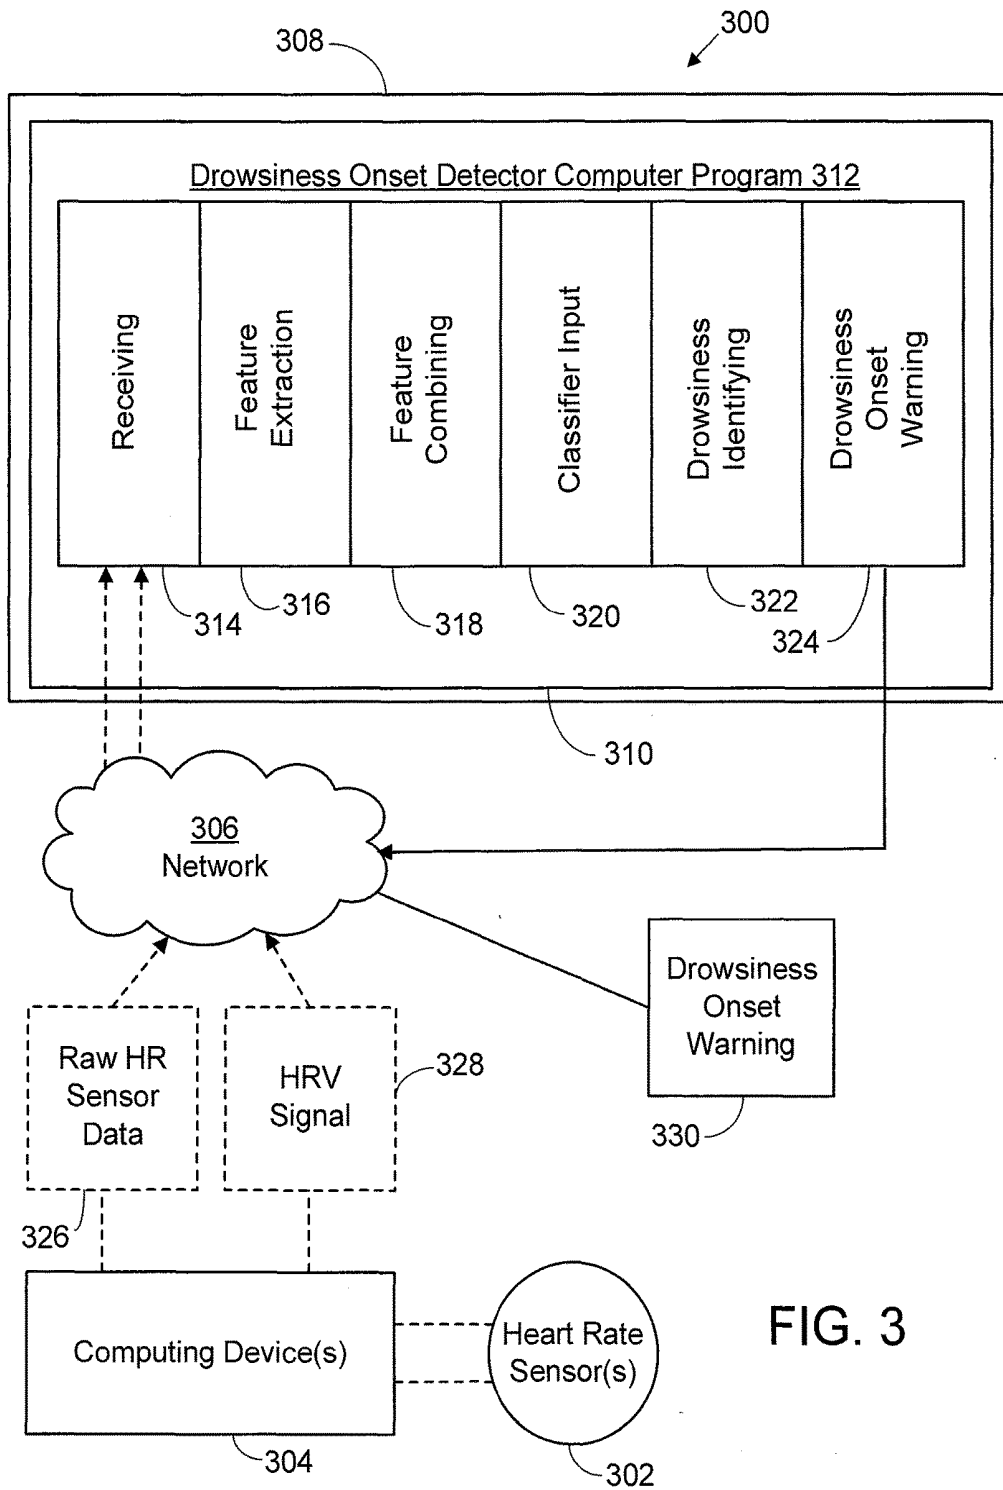 300
308
Drowsiness Onset Detector Computer Program 312
Receiving
Feature
Extraction
Feature
Combining
Classifier Input
Drowsiness
Identifying
Drowsiness
Onset
Warning
314
316
318
320
322
324
310
306
Network
Drowsiness
Onset
Warning
330
Raw HR
Sensor
Data
326
HRV
Signal
328
Computing Device(s)
304
Heart Rate
Sensor(s)
302
FIG. 3